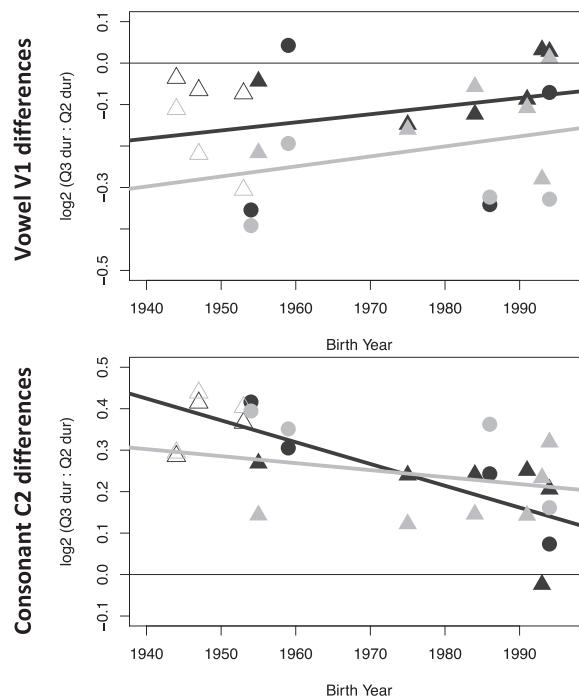 Vowel V1 differences
log2 (Q3 dur : Q2 dur)
0.1
0.0
−0.1
−0.3
−0.5
1940 1950 1960 1970 1980 1990
Birth Year
Consonant C2 differences
log2 (Q3 dur : Q2 dur)
0.5
0.4
0.3
0.2
0.1
0.0
−0.1
1940 1950 1960 1970 1980 1990
Birth Year